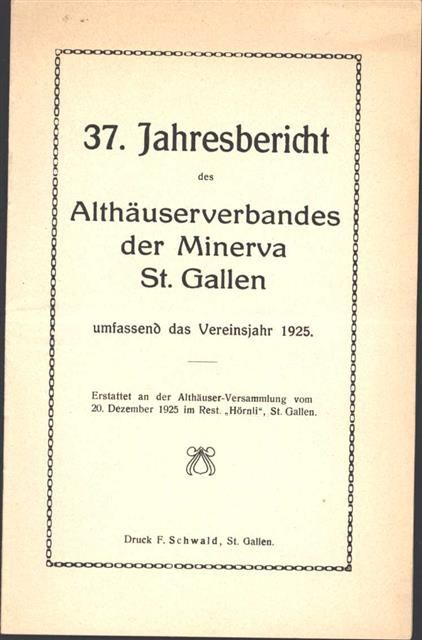 37. Jahresbericht
des
Althäuserverbandes
der Minerva
St. Gallen
umfassend das Vereinsjahr 1925.
Erstattet an der Althäuser-Versammlung vom
20. Dezember 1925 im Rest. „Hörnli", St. Gallen.
Druck F. Schwald, St. Gallen.